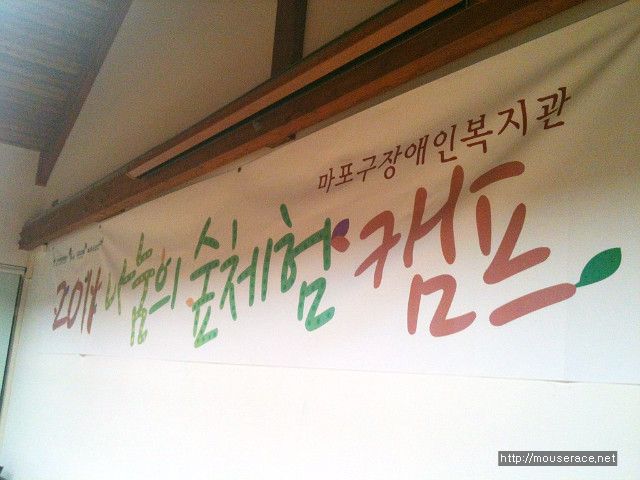 마포구장애인복지관
2014 나눔의 숲체험 캠프
http://mouserace.net